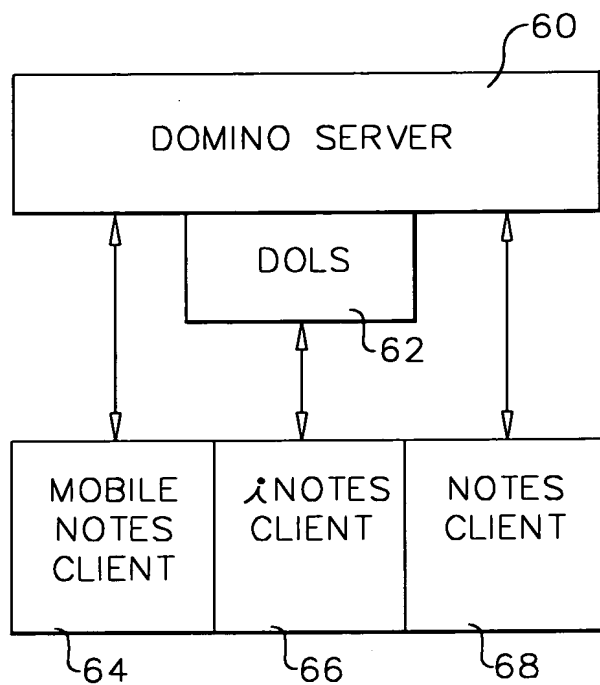 60
DOMINO SERVER
DOLS
62
MOBILE
NOTES
CLIENT
iNOTES
CLIENT
NOTES
CLIENT
64
66
68